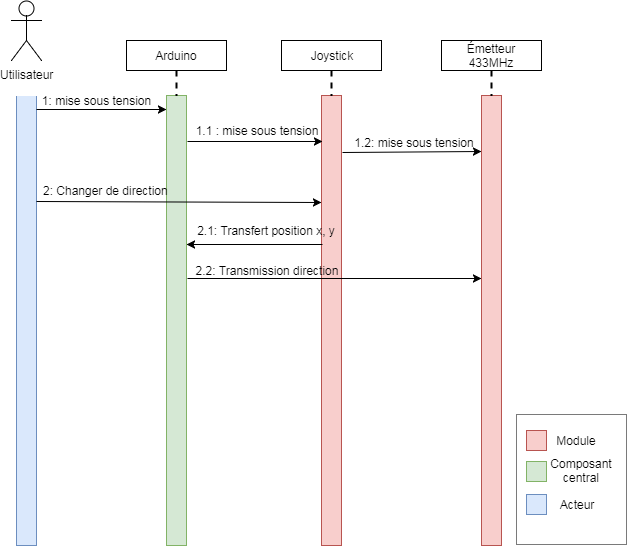 Utilisateur
Arduino
Joystick
Émetteur
433MHz
1: mise sous tension
1.1 : mise sous tension
1.2: mise sous tension
2: Changer de direction
2.1: Transfert position x, y
2.2: Transmission direction
Module
Composant
central
Acteur